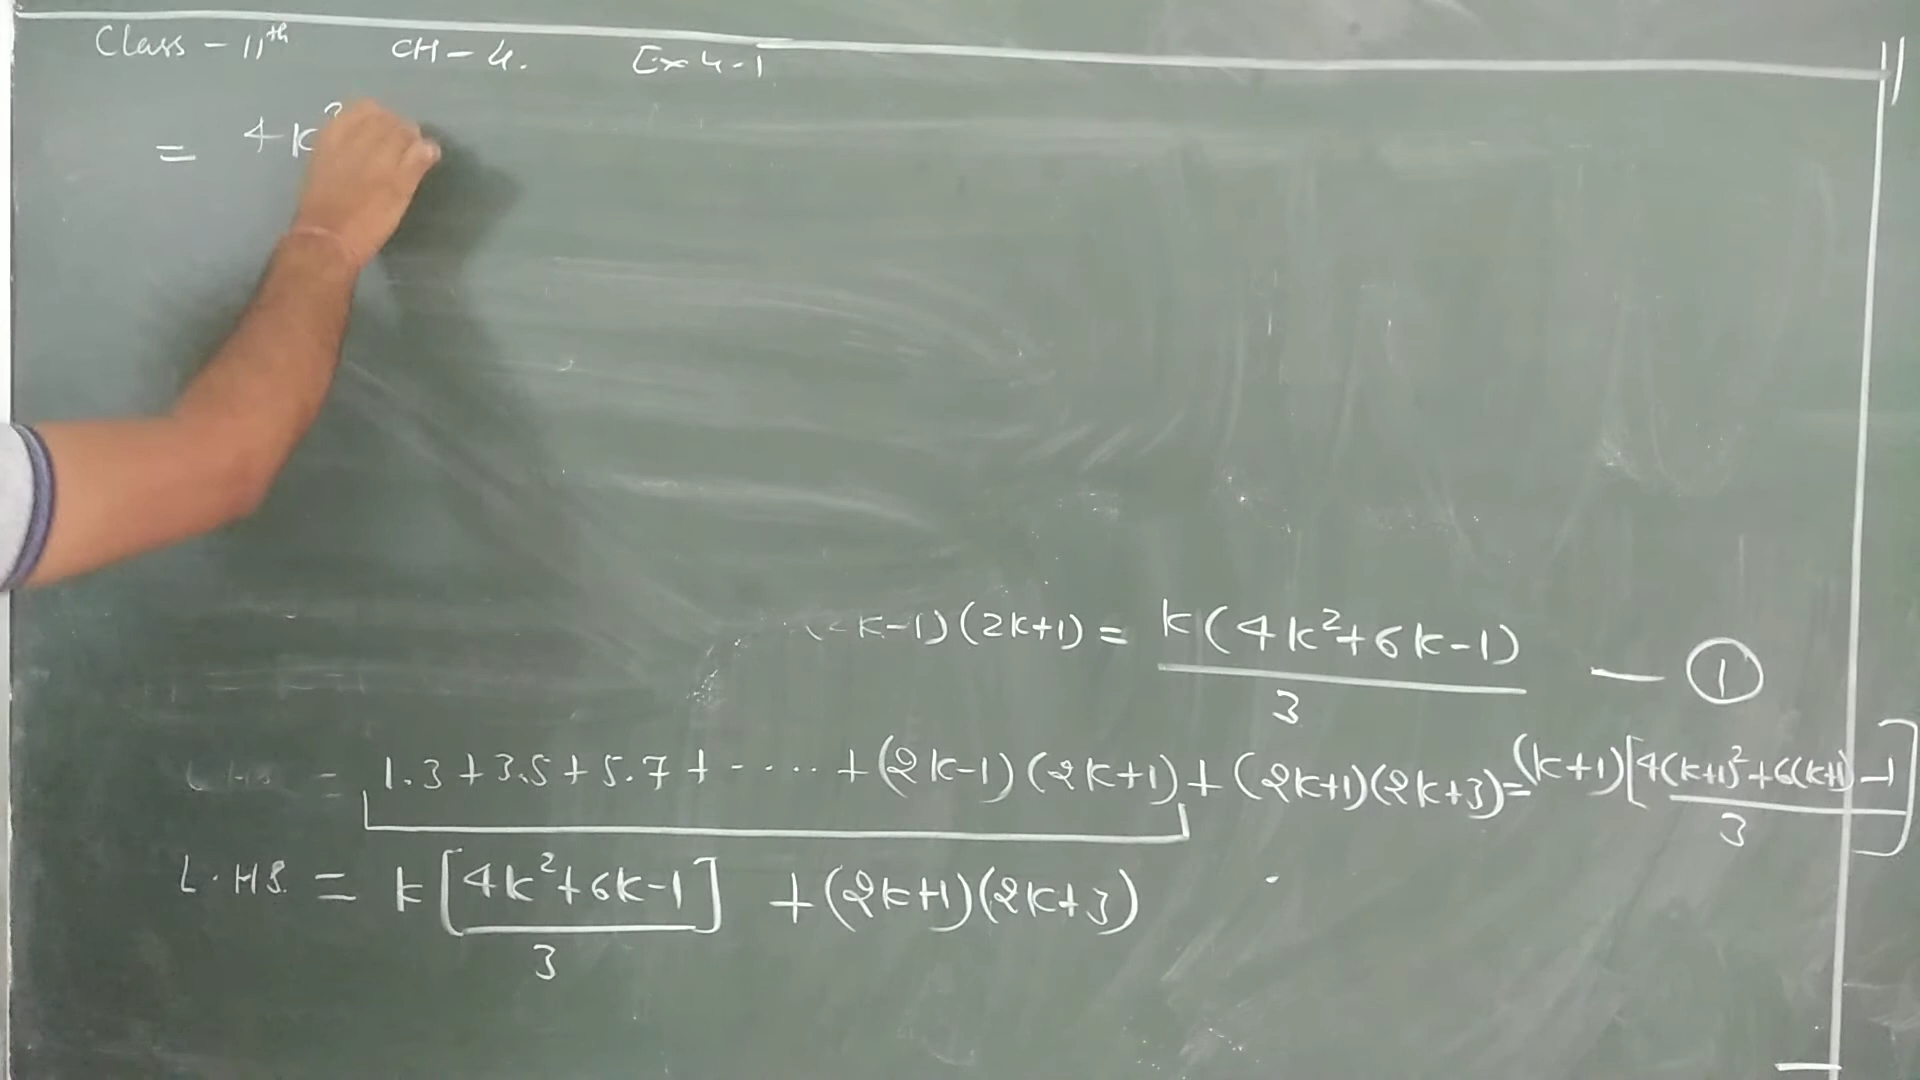 Class - 11th CH - 4. Ex 4.1
= 4k
k-1)(2k+1) = k(4k²+6k-1)/3 — ①
= 1.3+3.5+5.7+ - .... +(2k-1)(2k+1)+(2k+1)(2k+3)=(k+1)[4(k+1)²+6(k+1)-1]/3
L.HS. = k[4k²+6k-1]/3 +(2k+1)(2k+3)